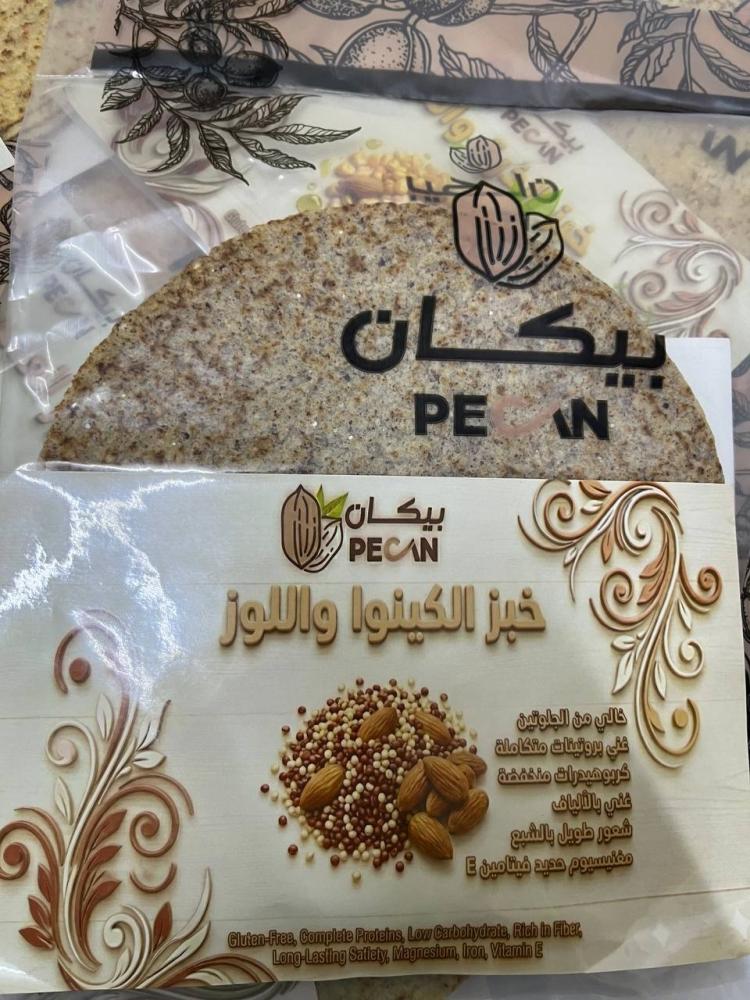 PECAN
بيكان
PECAN
بيكان
PECAN
خبز الكينوا واللوز
خالي من الجلوتين
غني بروتينات متكاملة
كربوهيدرات منخفضة
غني بالألياف
شعور طويل بالشبع
مغنيسيوم حديد فيتامين E
Gluten-Free, Complete Proteins, Low Carbohydrate, Rich in Fiber,
Long-Lasting Satiety, Magnesium, Iron, Vitamin E